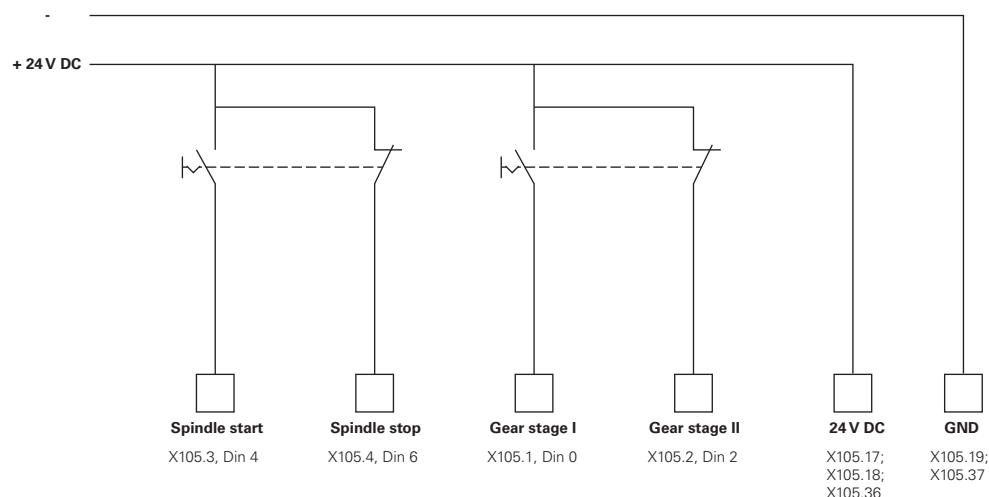 -
+ 24 V DC
Spindle start
Spindle stop
Gear stage I
Gear stage II
24 V DC
GND
X105.3, Din 4
X105.4, Din 6
X105.1, Din 0
X105.2, Din 2
X105.17;
X105.18;
X105.36
X105.19;
X105.37